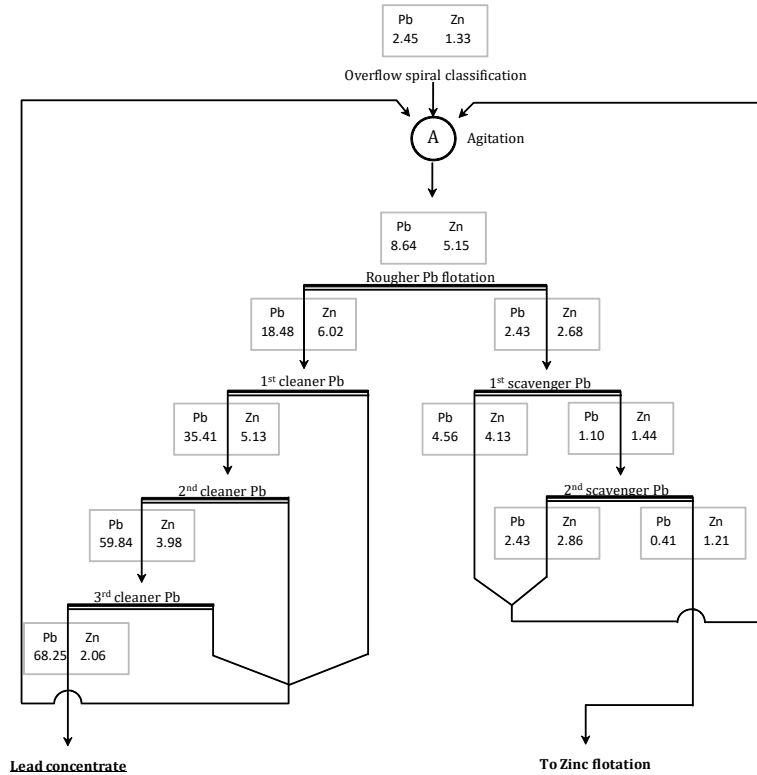 Pb Zn
2.45 1.33
Overflow spiral classification
A Agitation
Pb Zn
8.64 5.15
Rougher Pb flotation
Pb Zn
18.48 6.02
Pb Zn
2.43 2.68
1st cleaner Pb
1st scavenger Pb
Pb Zn
35.41 5.13
Pb Zn
4.56 4.13
Pb Zn
1.10 1.44
2nd cleaner Pb
2nd scavenger Pb
Pb Zn
59.84 3.98
Pb Zn
2.43 2.86
Pb Zn
0.41 1.21
3rd cleaner Pb
Pb Zn
68.25 2.06
Lead concentrate
To Zinc flotation